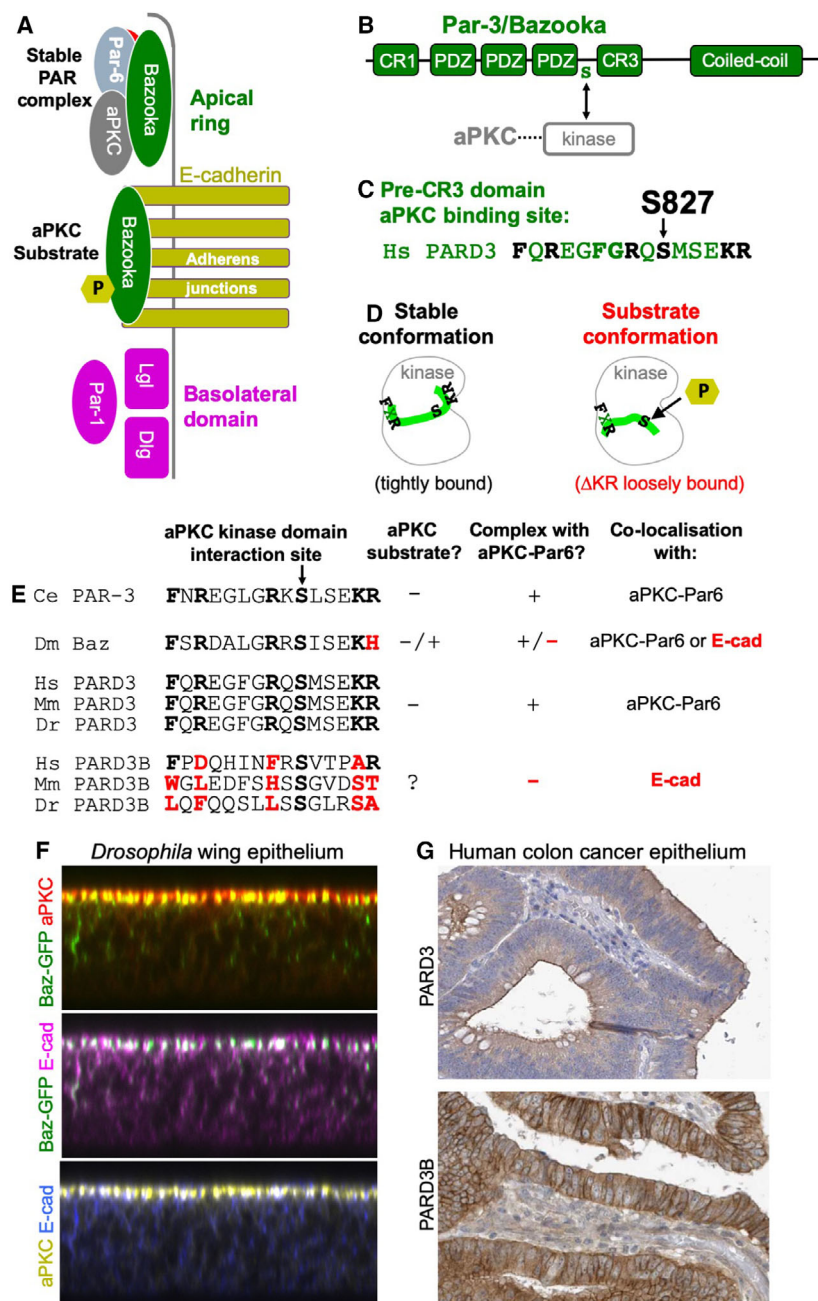 A
Stable
PAR
complex
Par-6
aPKC
Bazooka
Apical
ring
E-cadherin
aPKC
Substrate
Bazooka
P
Adherens
junctions
Par-1
Lgl
Dlg
Basolateral
domain
B
Par-3/Bazooka
CR1 PDZ PDZ PDZ S CR3 Coiled-coil
aPKC kinase
C Pre-CR3 domain
aPKC binding site:
S827
Hs PARD3 FQREGFGRQSMSEKR
D Stable
conformation
kinase
FXR S KR
(tightly bound)
Substrate
conformation
kinase
FXR S
P
(ΔKR loosely bound)
E
aPKC kinase domain
interaction site
aPKC
substrate?
Complex with
aPKC-Par6?
Co-localisation
with:
Ce PAR-3 FNREGLGRKSLSEKR - + aPKC-Par6
Dm Baz FSRDALGRRSISEKH -/+ +/- aPKC-Par6 or E-cad
Hs PARD3 FQREGFGRQSMSEKR
Mm PARD3 FQREGFGRQSMSEKR - + aPKC-Par6
Dr PARD3 FQREGFGRQSMSEKR
Hs PARD3B FPDQHINFRSVTPAR
Mm PARD3B WGLEDFSHSSGVDST ? - E-cad
Dr PARD3B LQFQQSLLSSGLRSA
F Drosophila wing epithelium
Baz-GFP aPKC
Baz-GFP E-cad
aPKC E-cad
G Human colon cancer epithelium
PARD3
PARD3B